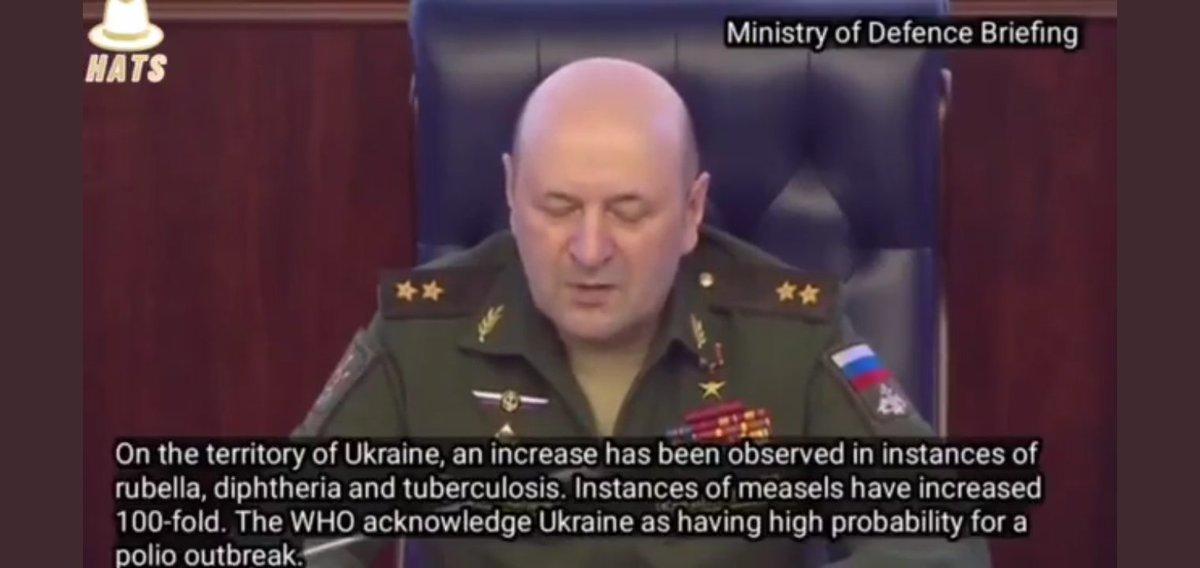 HATS
Ministry of Defence Briefing
On the territory of Ukraine, an increase has been observed in instances of
rubella, diphtheria and tuberculosis. Instances of measels have increased
100-fold. The WHO acknowledge Ukraine as having high probability for a
polio outbreak.